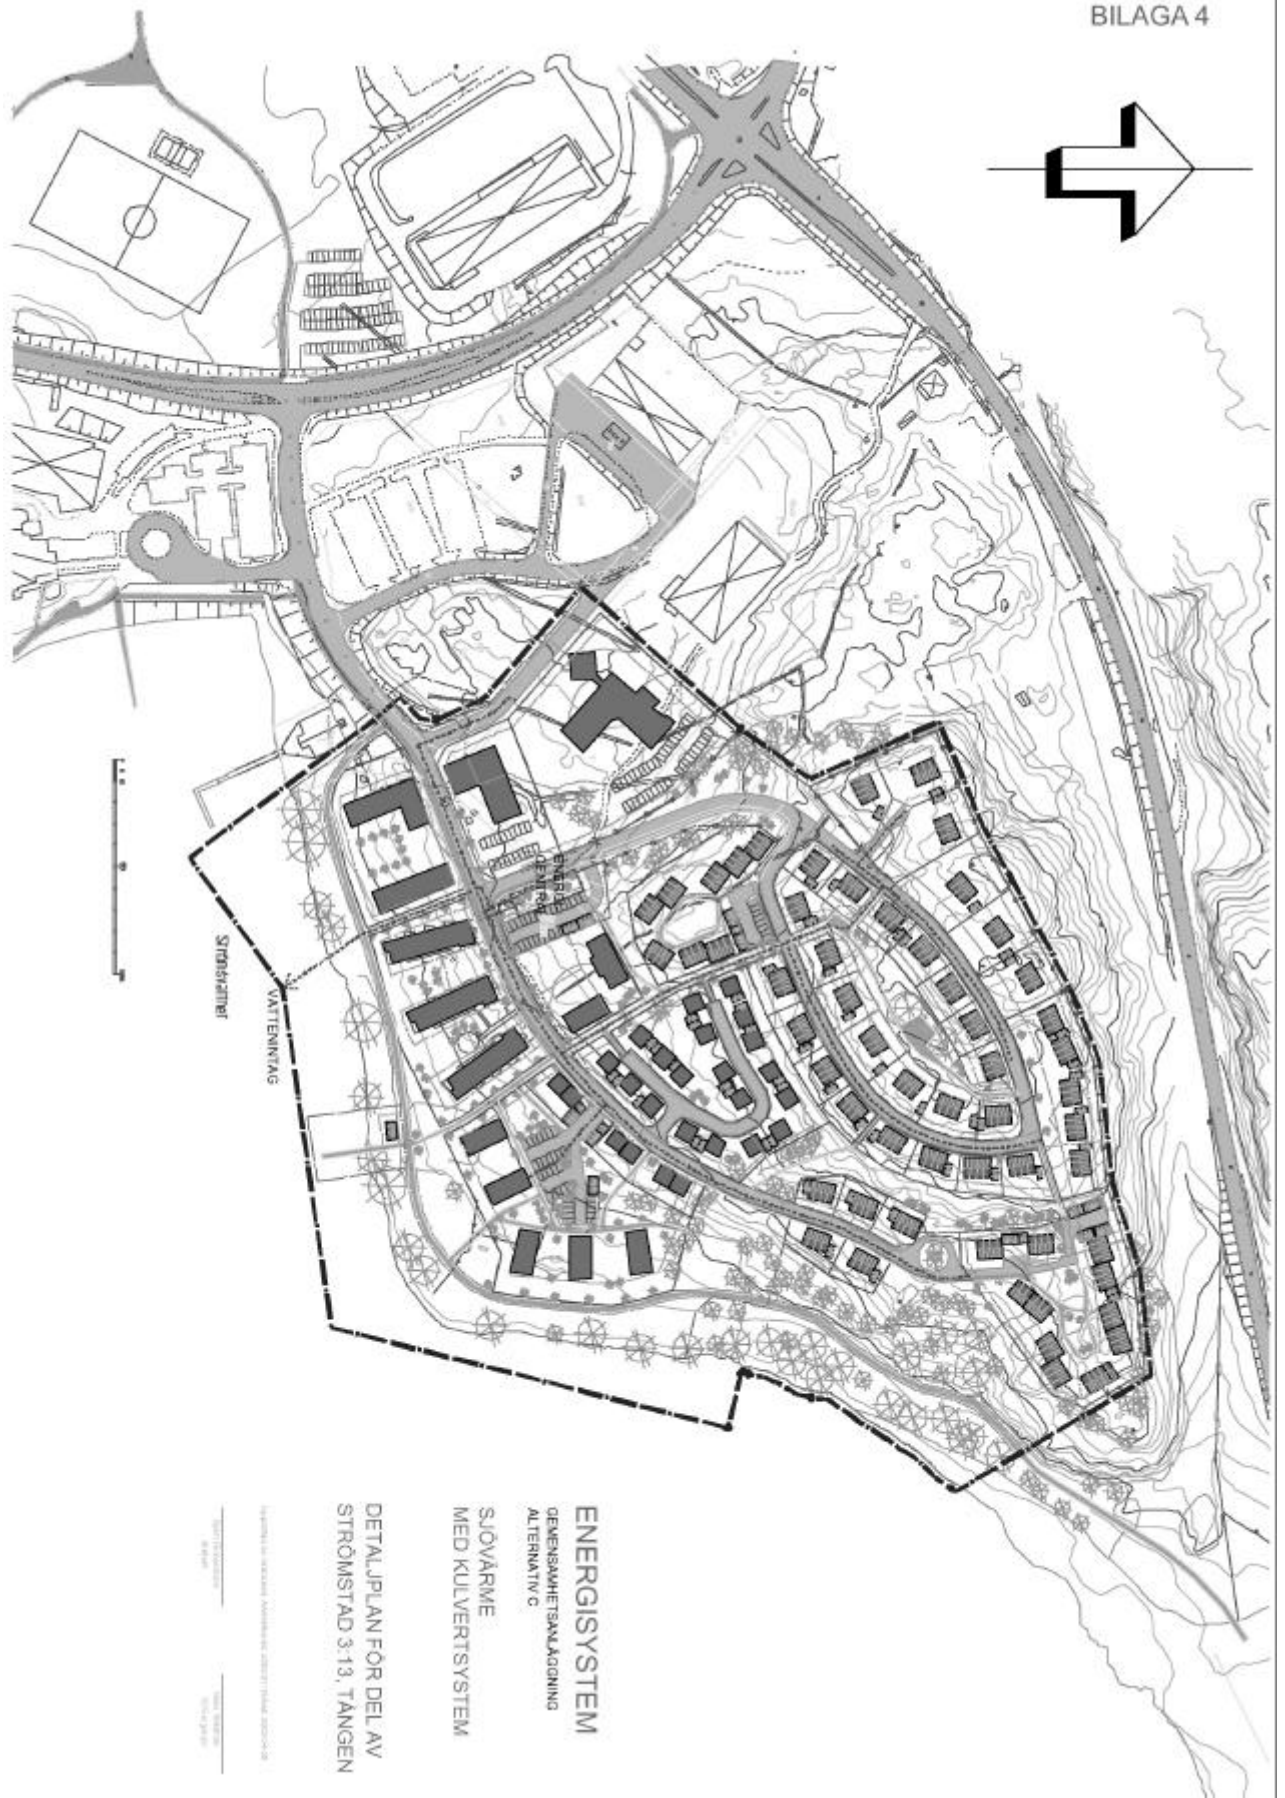 BILAGA 4
ENERGI
CENTRAL
Strömsvattnet
VATTENINTAG
ENERGISYSTEM
GEMENSAMHETSANLÄGGNING
ALTERNATIV C
SJÖVÄRME
MED KULVERTSYSTEM
DETALJPLAN FÖR DEL AV
STRÖMSTAD 3:13, TÅNGEN